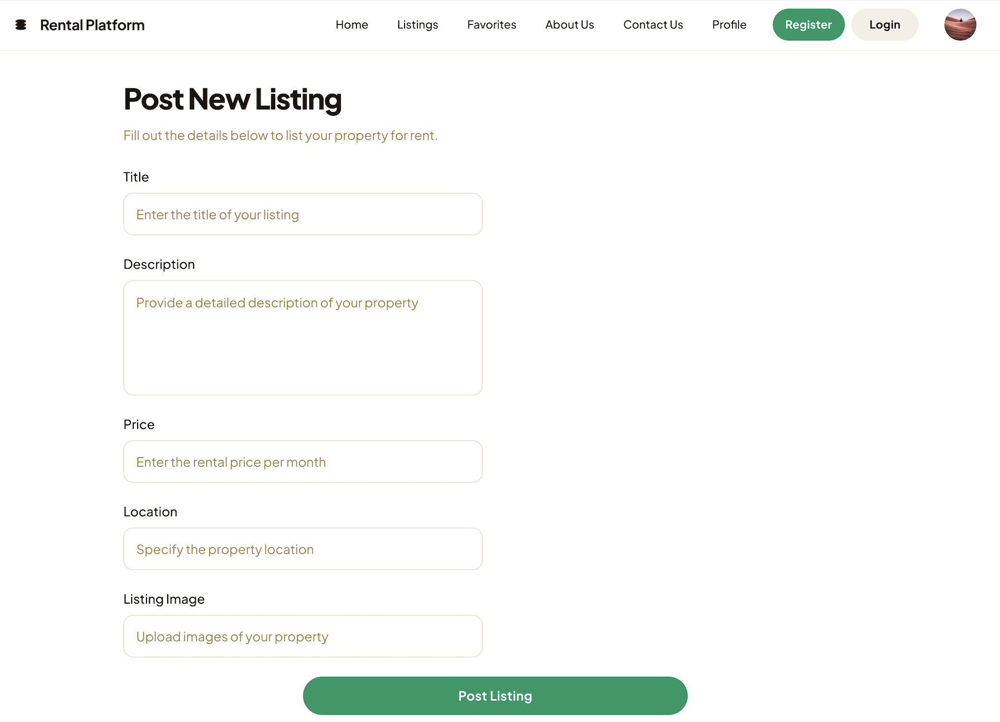 Rental Platform
Home
Listings
Favorites
About Us
Contact Us
Profile
Register
Login
Post New Listing
Fill out the details below to list your property for rent.
Title
Enter the title of your listing
Description
Provide a detailed description of your property
Price
Enter the rental price per month
Location
Specify the property location
Listing Image
Upload images of your property
Post Listing